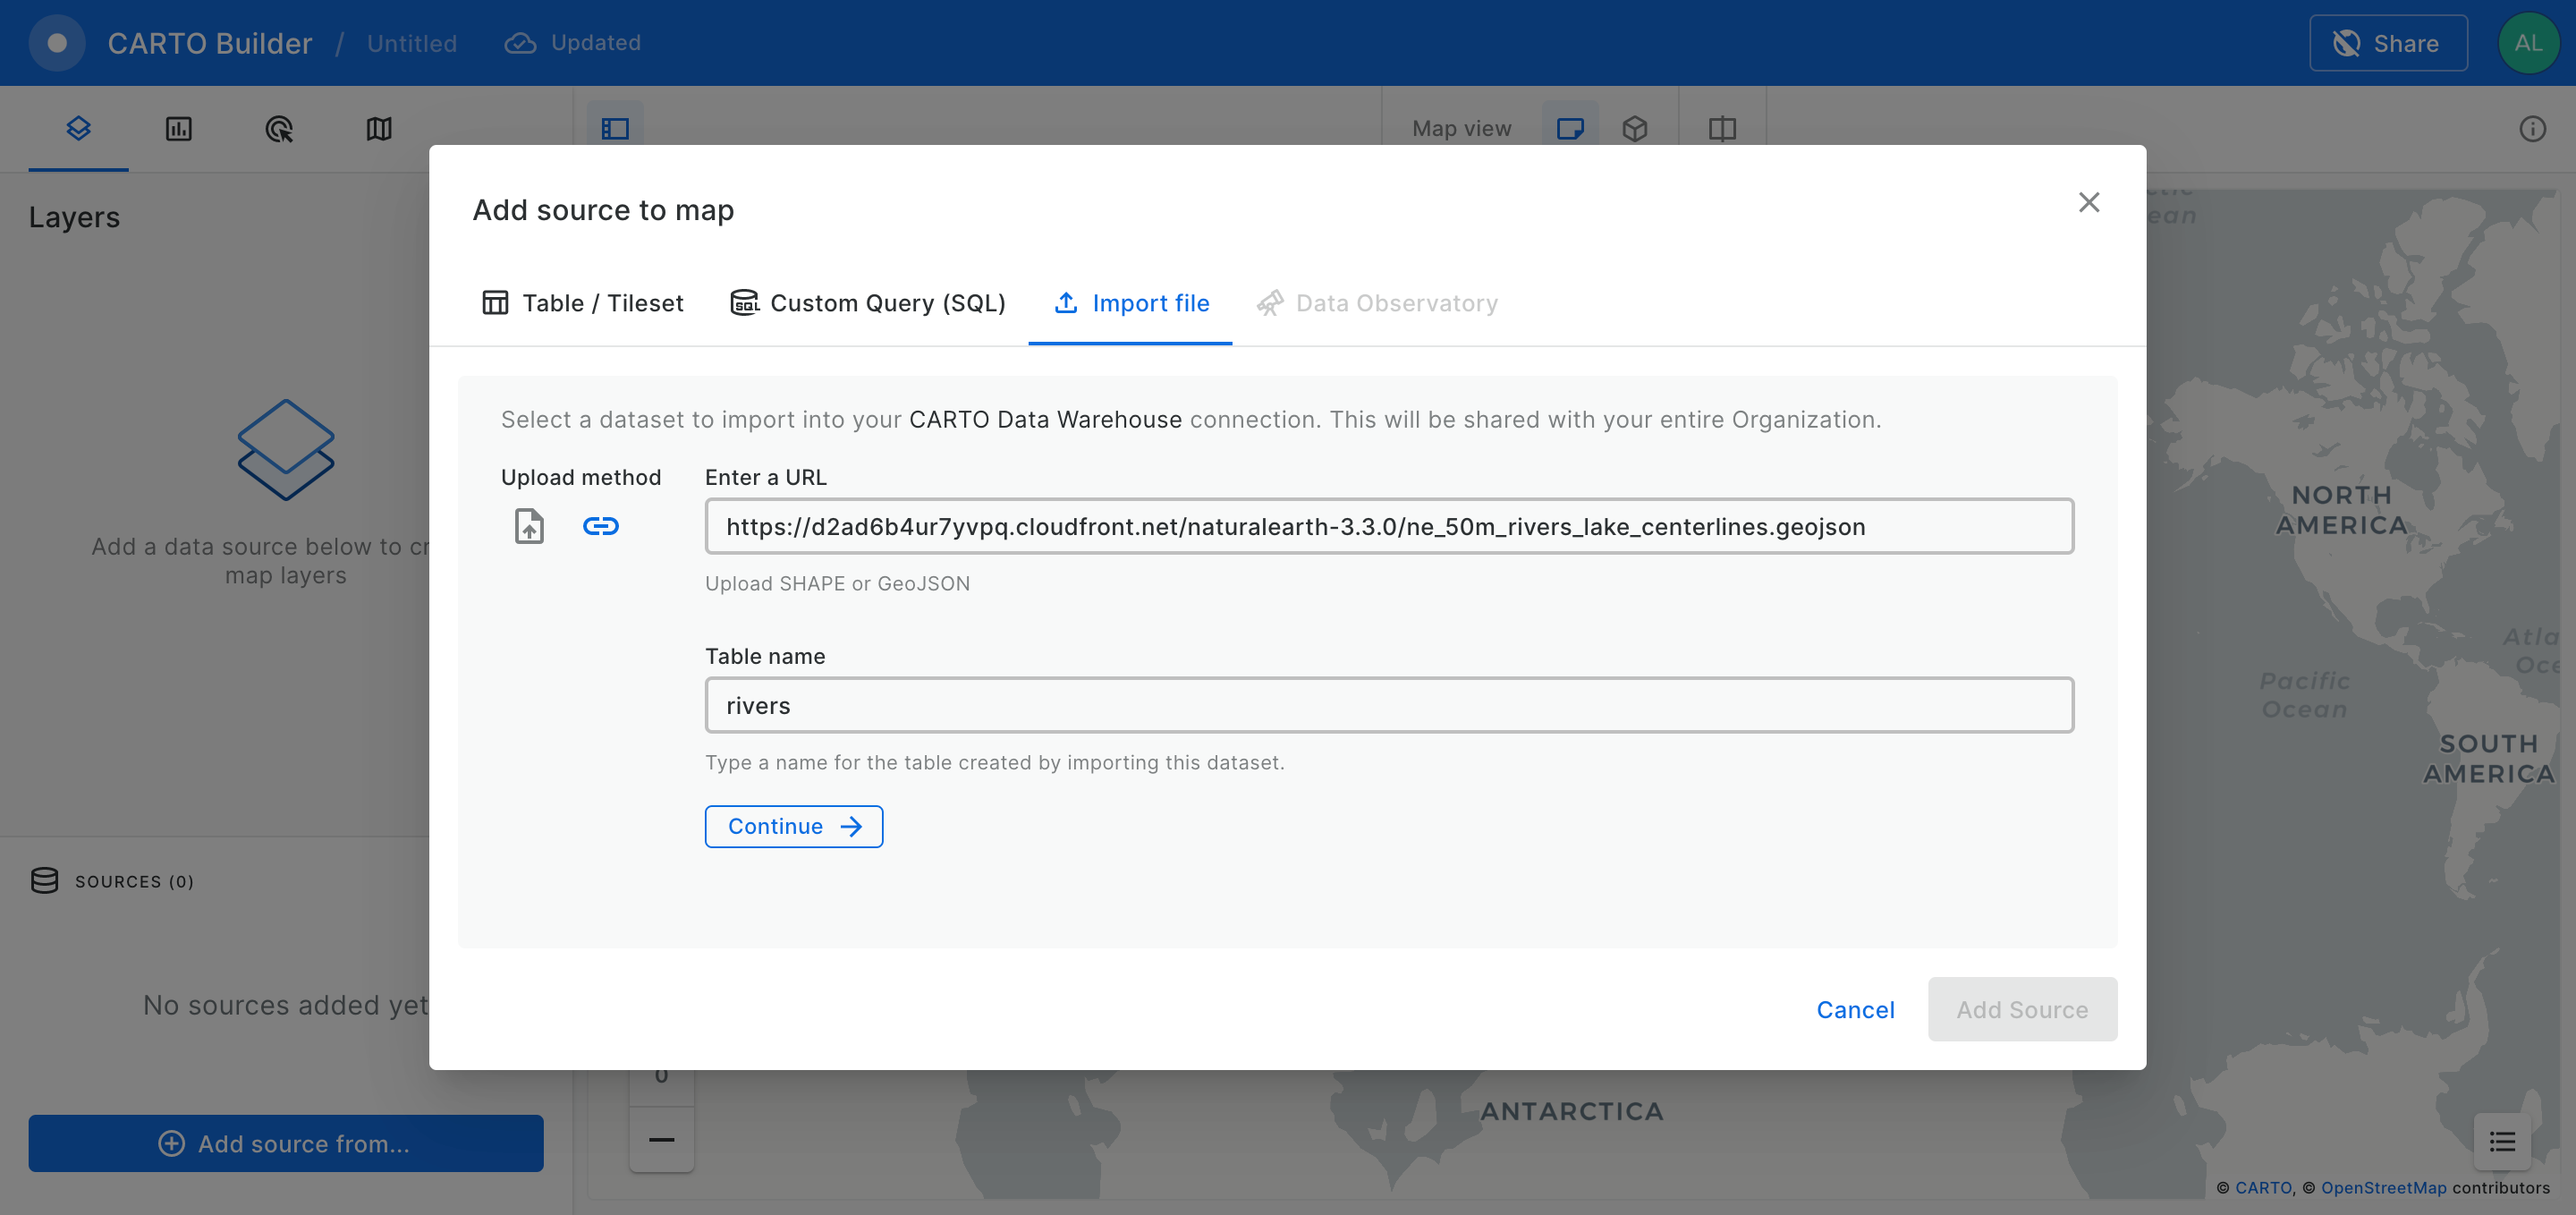 CARTO Builder / Untitled Updated Share AL
Map view
Layers
Add a data source below to cr
map layers
SOURCES (0)
No sources added yet
Add source from...
Add source to map
Table / Tileset Custom Query (SQL) Import file Data Observatory
Select a dataset to import into your CARTO Data Warehouse connection. This will be shared with your entire Organization.
Upload method
Enter a URL
https://d2ad6b4ur7yvpq.cloudfront.net/naturalearth-3.3.0/ne_50m_rivers_lake_centerlines.geojson
Upload SHAPE or GeoJSON
Table name
rivers
Type a name for the table created by importing this dataset.
Continue
Cancel Add Source
ean
NORTH
AMERICA
Atla
Oce
Pacific
Ocean
SOUTH
AMERICA
0
ANTARCTICA
© CARTO, © OpenStreetMap contributors